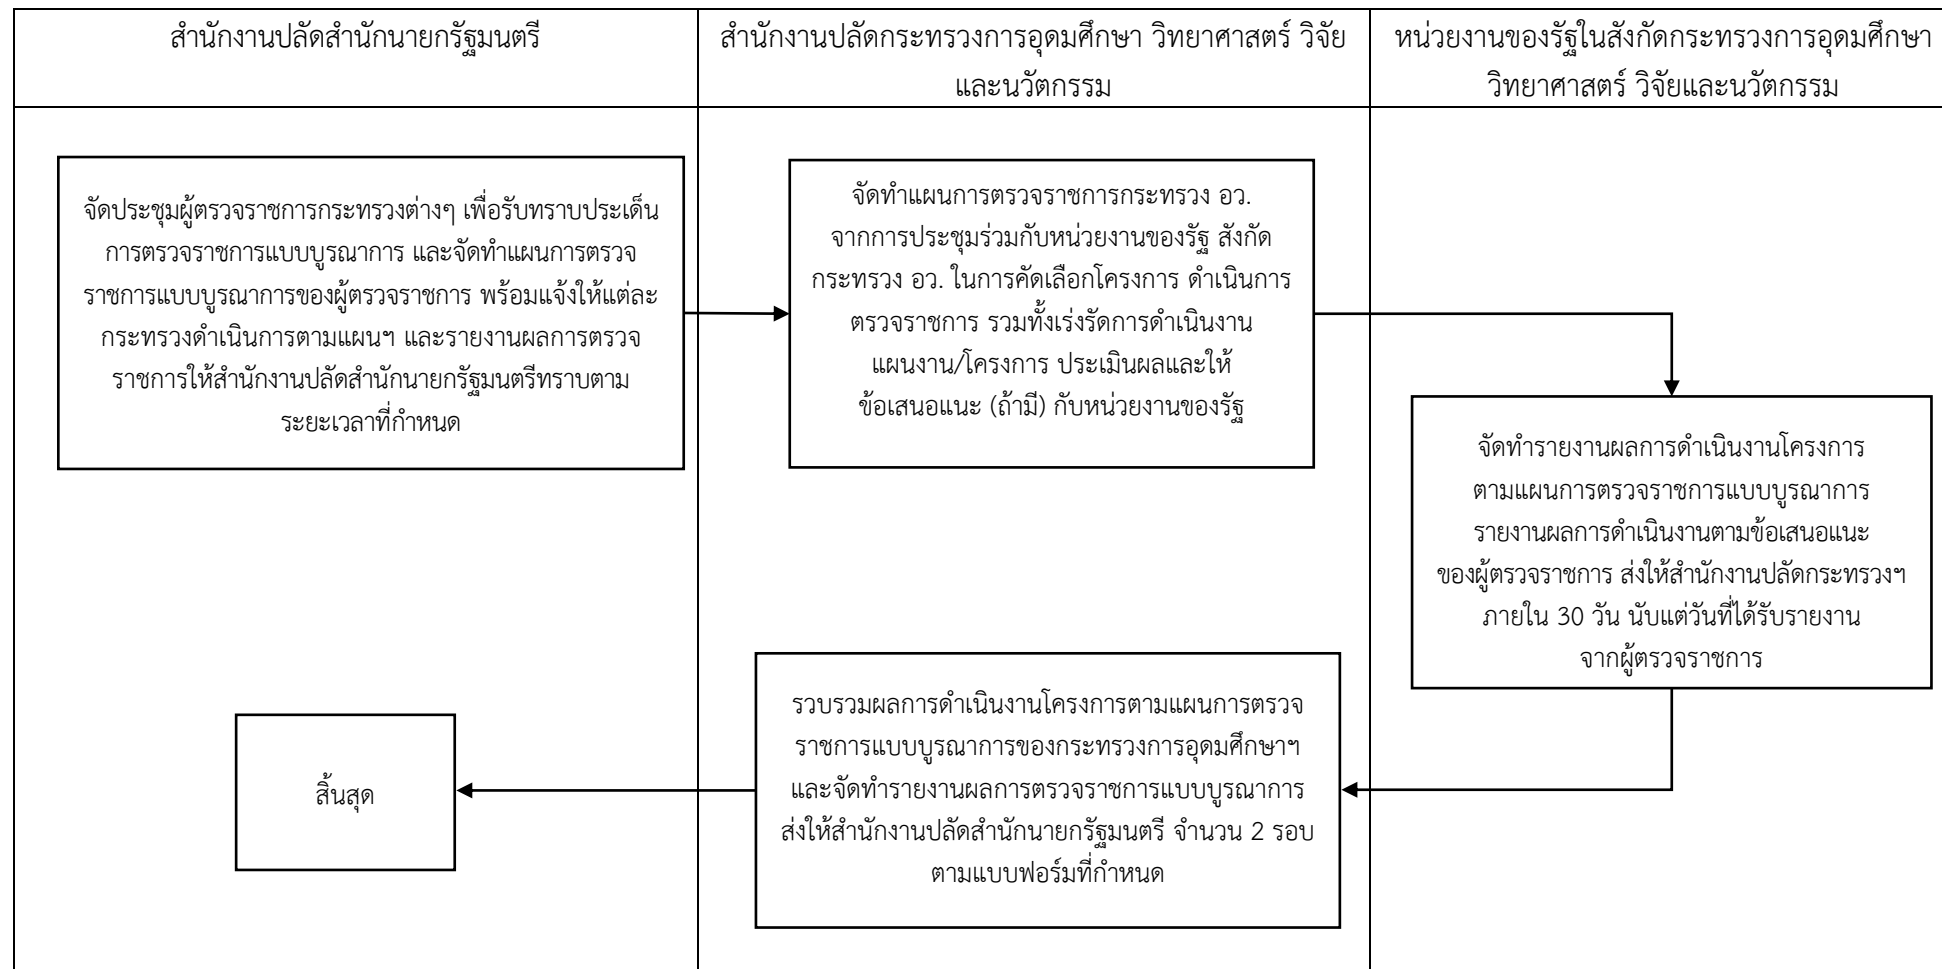 สำนักงานปลัดสำนักนายกรัฐมนตรี
สำนักงานปลัดกระทรวงการอุดมศึกษา วิทยาศาสตร์ วิจัย
และนวัตกรรม
หน่วยงานของรัฐในสังกัดกระทรวงการอุดมศึกษา
วิทยาศาสตร์ วิจัยและนวัตกรรม
จัดประชุมผู้ตรวจราชการกระทรวงต่างๆ เพื่อรับทราบประเด็น
การตรวจราชการแบบบูรณาการ และจัดทำแผนการตรวจ
ราชการแบบบูรณาการของผู้ตรวจราชการ พร้อมแจ้งให้แต่ละ
กระทรวงดำเนินการตามแผนฯ และรายงานผลการตรวจ
ราชการให้สำนักงานปลัดสำนักนายกรัฐมนตรีทราบตาม
ระยะเวลาที่กำหนด
จัดทำแผนการตรวจราชการกระทรวง อว.
จากการประชุมร่วมกับหน่วยงานของรัฐ สังกัด
กระทรวง อว. ในการคัดเลือกโครงการ ดำเนินการ
ตรวจราชการ รวมทั้งเร่งรัดการดำเนินงาน
แผนงาน/โครงการ ประเมินผลและให้
ข้อเสนอแนะ (ถ้ามี) กับหน่วยงานของรัฐ
จัดทำรายงานผลการดำเนินงานโครงการ
ตามแผนการตรวจราชการแบบบูรณาการ
รายงานผลการดำเนินงานตามข้อเสนอแนะ
ของผู้ตรวจราชการ ส่งให้สำนักงานปลัดกระทรวงฯ
ภายใน 30 วัน นับแต่วันที่ได้รับรายงาน
จากผู้ตรวจราชการ
รวบรวมผลการดำเนินงานโครงการตามแผนการตรวจ
ราชการแบบบูรณาการของกระทรวงการอุดมศึกษาฯ
และจัดทำรายงานผลการตรวจราชการแบบบูรณาการ
ส่งให้สำนักงานปลัดสำนักนายกรัฐมนตรี จำนวน 2 รอบ
ตามแบบฟอร์มที่กำหนด
สิ้นสุด